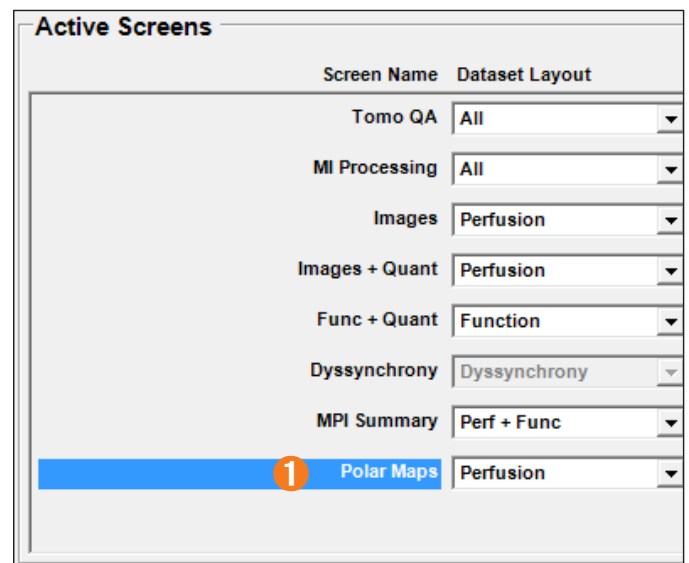 Active Screens
Screen Name Dataset Layout
Tomo QA All
MI Processing All
Images Perfusion
Images + Quant Perfusion
Func + Quant Function
Dyssynchrony Dyssynchrony
MPI Summary Perf + Func
1 Polar Maps Perfusion